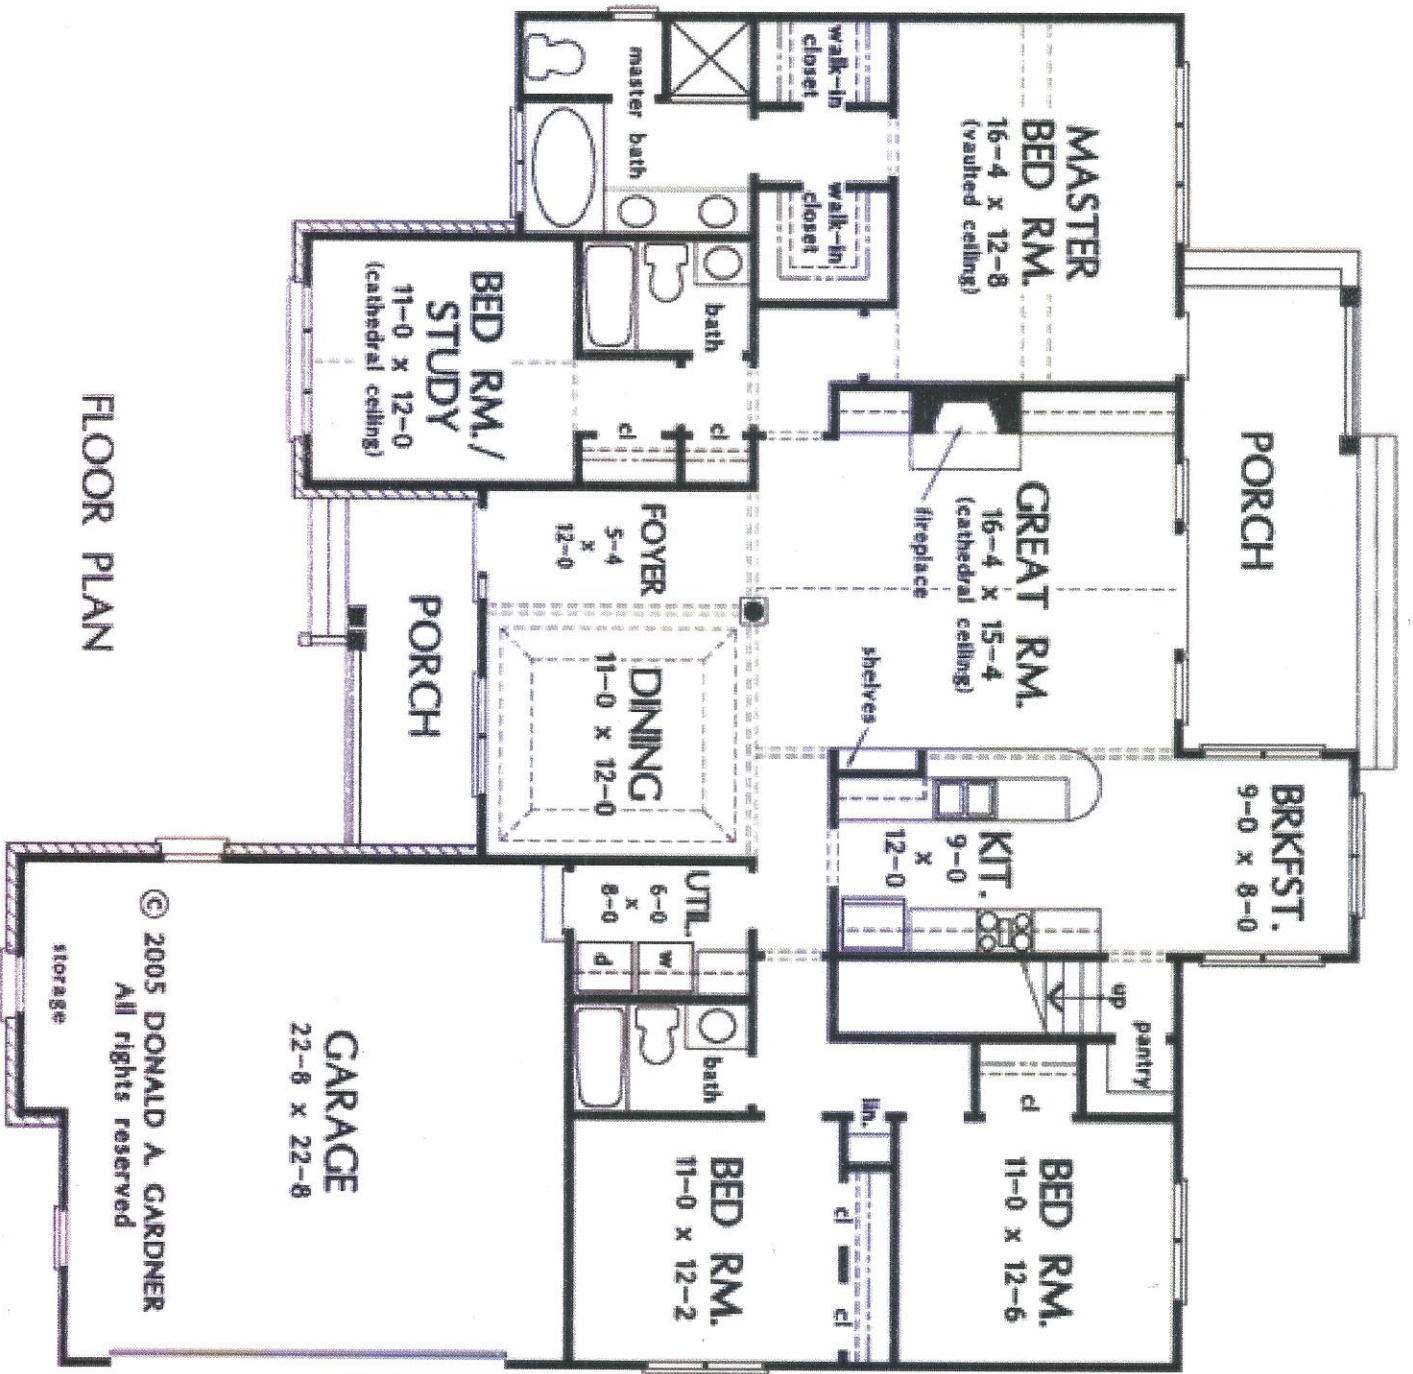 PORCH
MASTER
BED RM.
16-4 x 12-8
(vaulted ceiling)
GREAT RM.
16-4 x 15-4
(cathedral ceiling)
fireplace
shelves
BRKFST.
9-0 x 8-0
KIT.
9-0
x
12-0
up
pantry
cl
BED RM.
11-0 x 12-6
walk-in
closet
walk-in
closet
lin.
cl
cl
master bath
bath
cl
cl
FOYER
5-4
x
12-0
DINING
11-0 x 12-0
UTIL.
6-0
x
8-0
w
d
bath
BED RM.
11-0 x 12-2
BED RM./
STUDY
11-0 x 12-0
(cathedral ceiling)
PORCH
GARAGE
22-8 x 22-8
storage
© 2005 DONALD A. GARDNER
All rights reserved
FLOOR PLAN